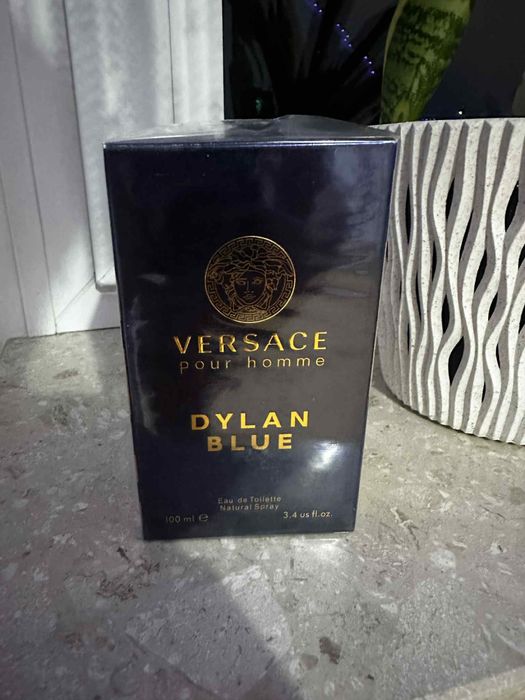 VERSACE
pour homme
DYLAN
BLUE
Eau de Toilette
Natural Spray
100 ml e 3.4 us fl.oz.